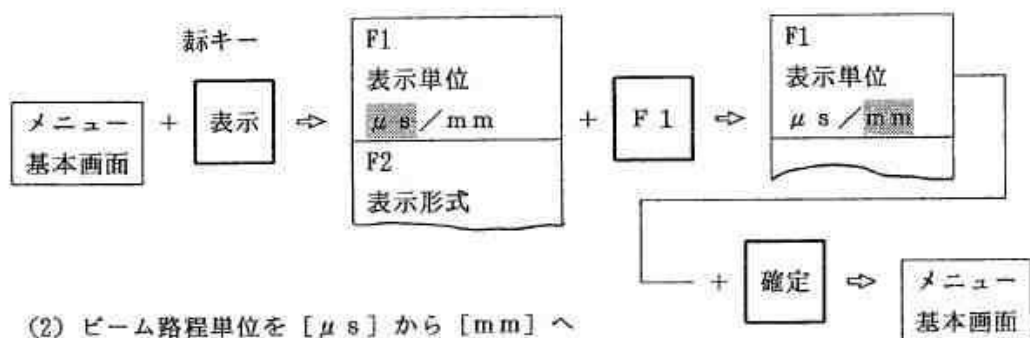 表示キー
メニュー
基本画面
+
表示
⇨
F1
表示単位
μs/mm
F2
表示形式
+
F1
⇨
F1
表示単位
μs/mm
+
確定
⇨
メニュー
基本画面
(2) ビーム路程単位を [μs] から [mm] へ